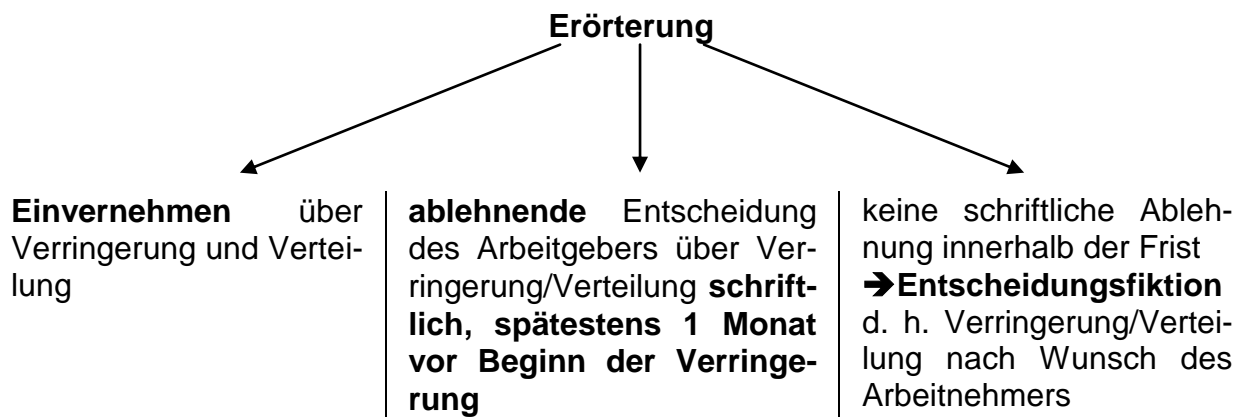 Erörterung
Einvernehmen über
Verringerung und Vertei-
lung
ablehnende Entscheidung
des Arbeitgebers über Ver-
ringerung/Verteilung schrift-
lich, spätestens 1 Monat
vor Beginn der Verringe-
rung
keine schriftliche Ableh-
nung innerhalb der Frist
➔Entscheidungsfiktion
d. h. Verringerung/Vertei-
lung nach Wunsch des
Arbeitnehmers